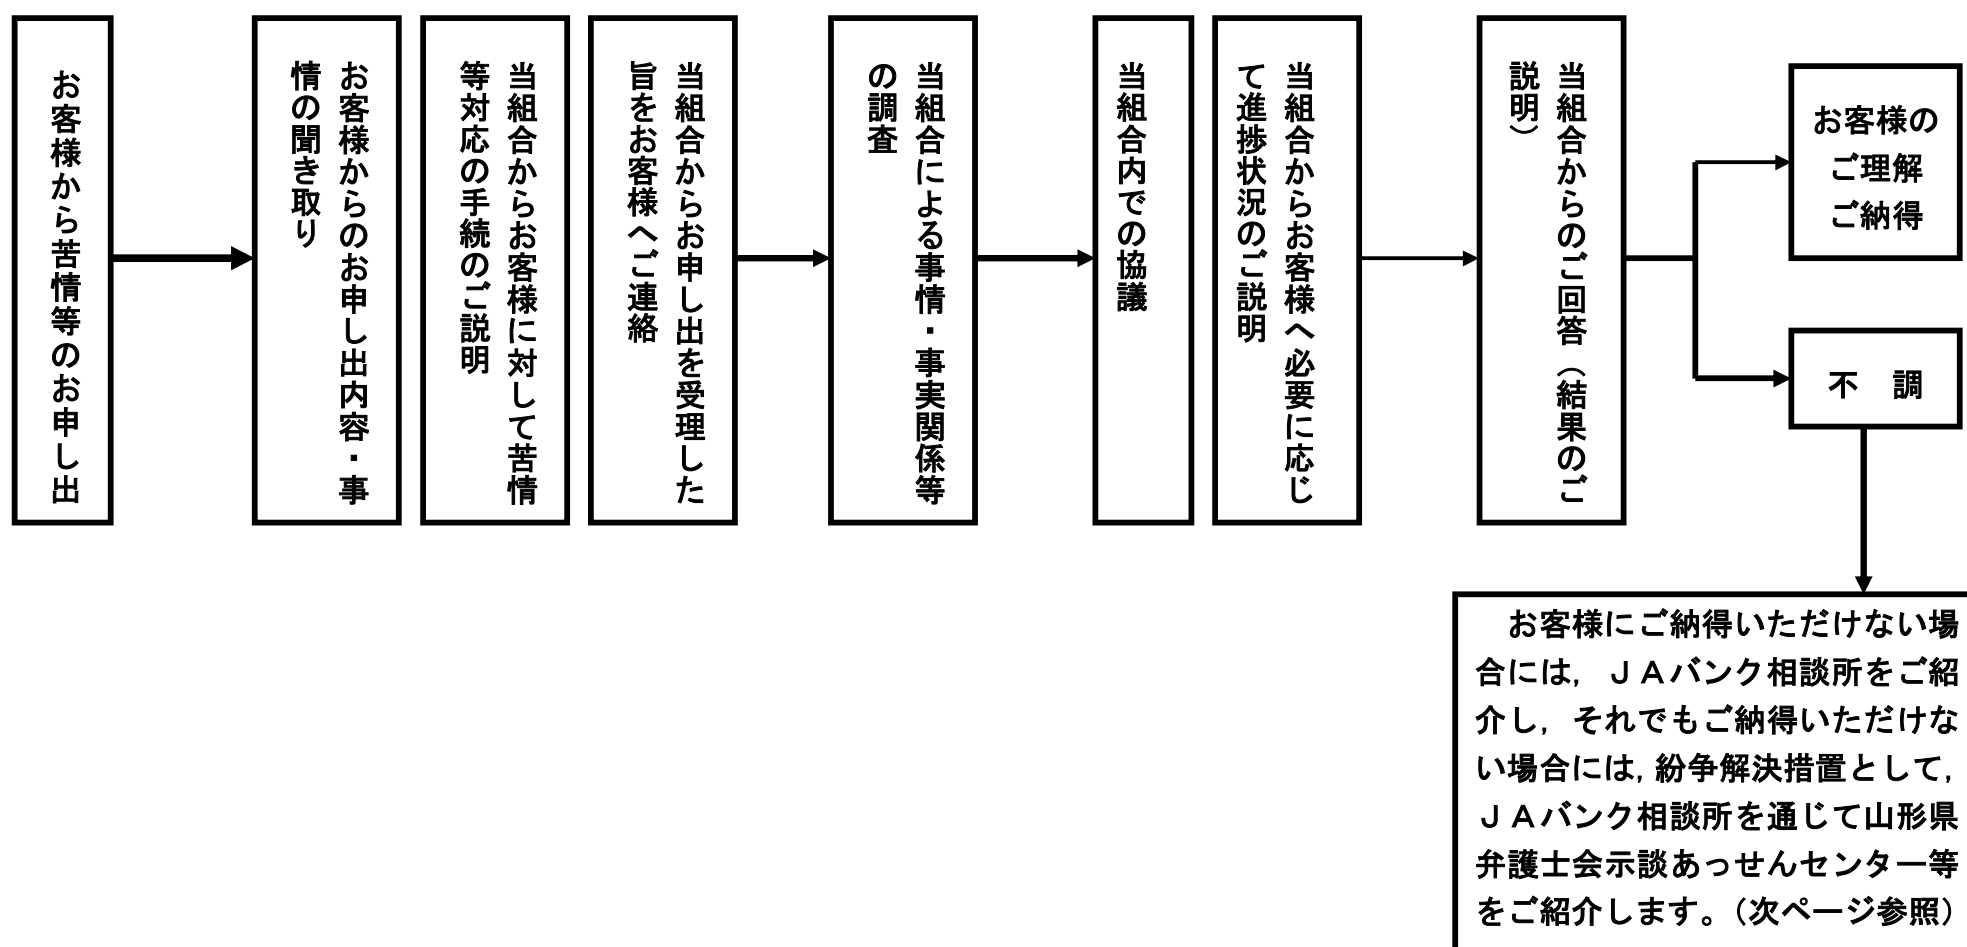 お客様から苦情等のお申し出
お客様からのお申し出内容・事
情の聞き取り
当組合からお客様に対して苦情
等対応の手続のご説明
当組合からお申し出を受理した
旨をお客様へご連絡
当組合による事情・事実関係等
の調査
当組合内での協議
当組合からお客様へ必要に応じ
て進捗状況のご説明
当組合からのご回答（結果のご
説明）
お客様の
ご理解
ご納得
不　調
　お客様にご納得いただけない場
合には，ＪＡバンク相談所をご紹
介し，それでもご納得いただけな
い場合には，紛争解決措置として，
ＪＡバンク相談所を通じて山形県
弁護士会示談あっせんセンター等
をご紹介します。（次ページ参照）